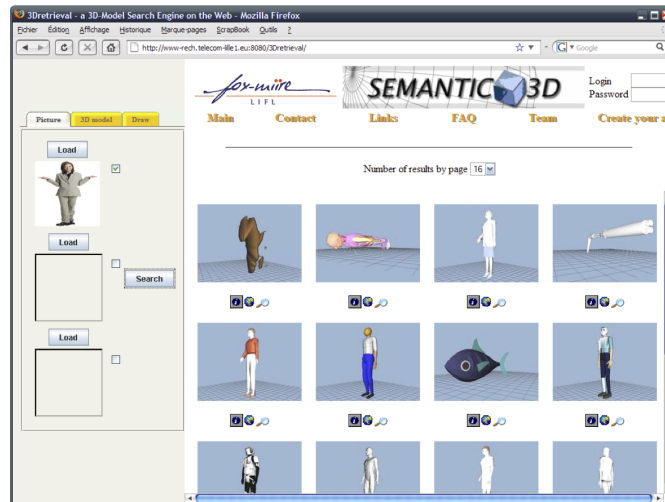 3Dretrieval - a 3D-Model Search Engine on the Web - Mozilla Firefox
Fichier Édition Affichage Historique Marque-pages ScrapBook Outils ?
http://www-rech.telecom-lille1.eu:8080/3Dretrieval/
Google
fox-miire
LIFL
SEMANTIC 3D
Login
Password
Main Contact Links FAQ Team Create your a
Picture 3D model Draw
Number of results by page 16
Load
Load
Search
Load